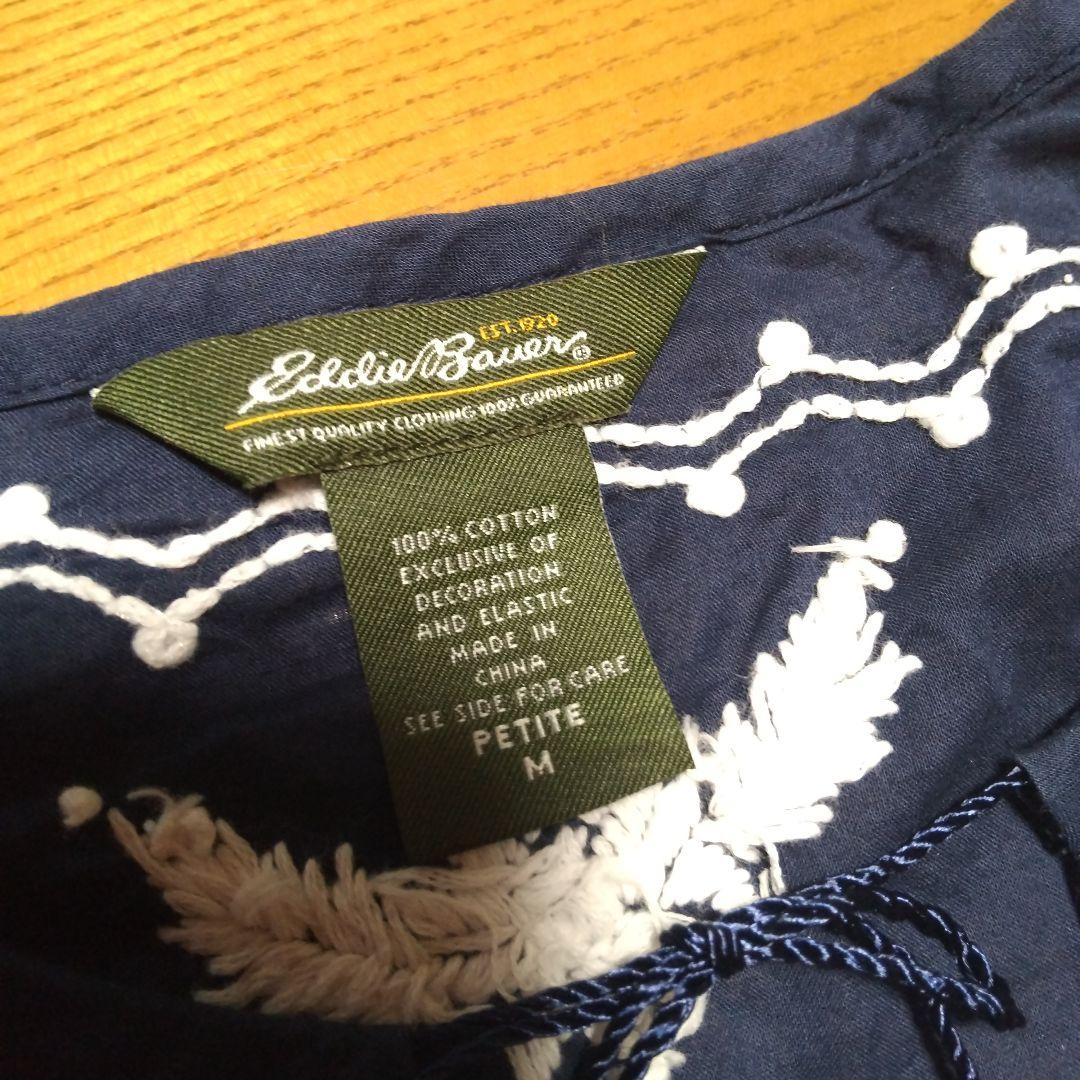 EST. 1920
Eddie Bauer®
FINEST QUALITY CLOTHING 100% GUARANTEED
100% COTTON
EXCLUSIVE OF
DECORATION
AND ELASTIC
MADE IN
CHINA
SEE SIDE FOR CARE
PETITE
M